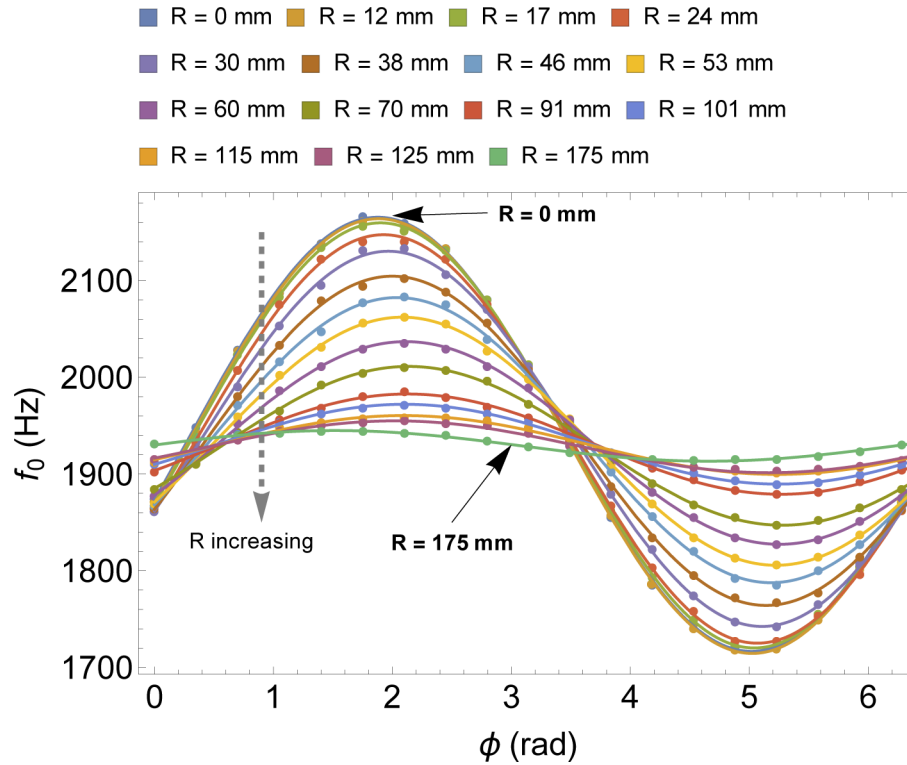 R = 0 mm R = 12 mm R = 17 mm R = 24 mm
R = 30 mm R = 38 mm R = 46 mm R = 53 mm
R = 60 mm R = 70 mm R = 91 mm R = 101 mm
R = 115 mm R = 125 mm R = 175 mm
R = 0 mm
2100
2000
f₀ (Hz)
1900
R increasing
R = 175 mm
1800
1700
0 1 2 3 4 5 6
ϕ (rad)